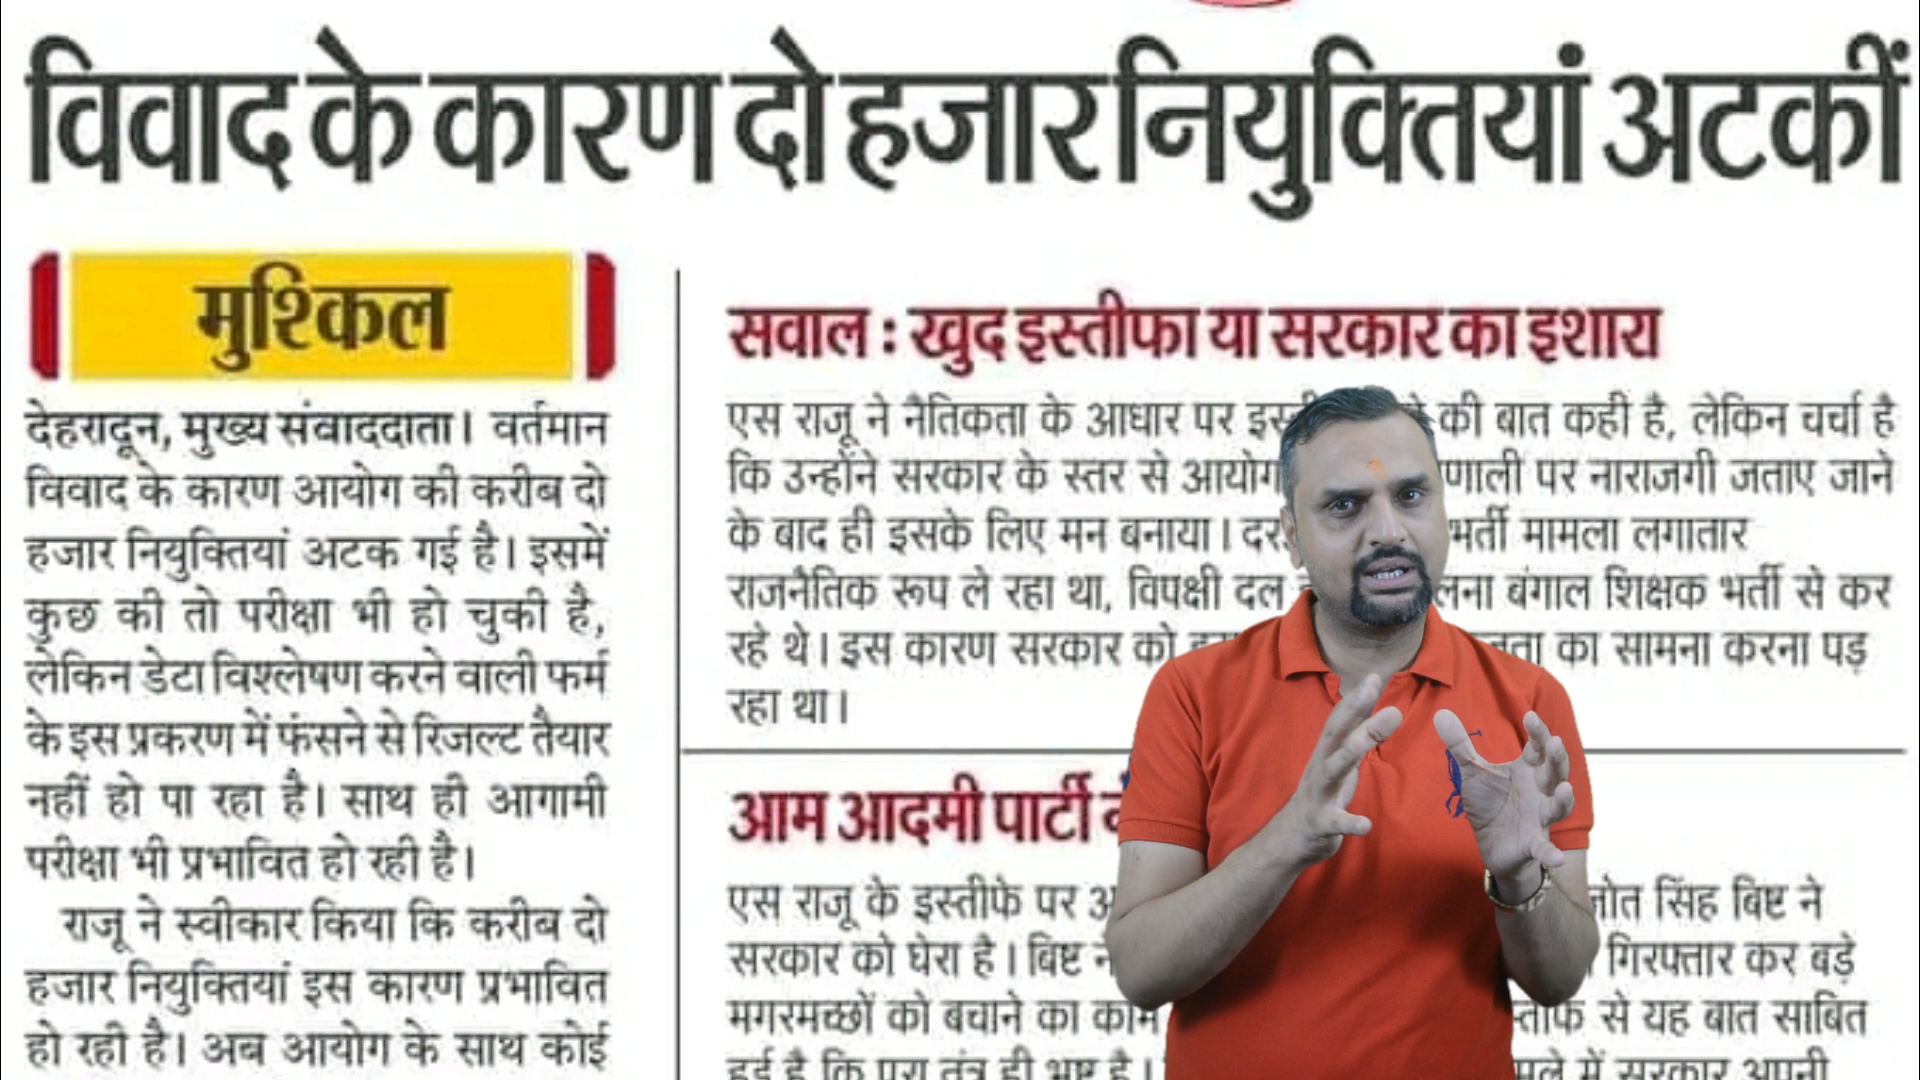 विवाद के कारण दो हजार नियुक्तियां अटकीं
मुश्किल
देहरादून, मुख्य संवाददाता। वर्तमान
विवाद के कारण आयोग की करीब दो
हजार नियुक्तियां अटक गई है। इसमें
कुछ की तो परीक्षा भी हो चुकी है,
लेकिन डेटा विश्लेषण करने वाली फर्म
के इस प्रकरण में फंसने से रिजल्ट तैयार
नहीं हो पा रहा है। साथ ही आगामी
परीक्षा भी प्रभावित हो रही है।
राजू ने स्वीकार किया कि करीब दो
हजार नियुक्तियां इस कारण प्रभावित
हो रही है। अब आयोग के साथ कोई
सवाल : खुद इस्तीफा या सरकार का इशारा
एस राजू ने नैतिकता के आधार पर की बात कही है, लेकिन चर्चा है
कि उन्होंने सरकार के स्तर से आयोग पर नाराजगी जताए जाने
के बाद ही इसके लिए मन बनाया। भर्ती मामला लगातार
राजनैतिक रूप ले रहा था, विपक्षी दल बंगाल शिक्षक भर्ती से कर
रहे थे। इस कारण सरकार को का सामना करना पड़
रहा था।
आम आदमी पार्टी
एस राजू के इस्तीफे पर सिंह बिष्ट ने
सरकार को घेरा है। बिष्ट गिरफ्तार कर बड़े
मगरमच्छों को बचाने का काम से यह बात साबित
हुई है कि पूरा तंत्र ही भ्रष्ट है। में सरकार अपनी